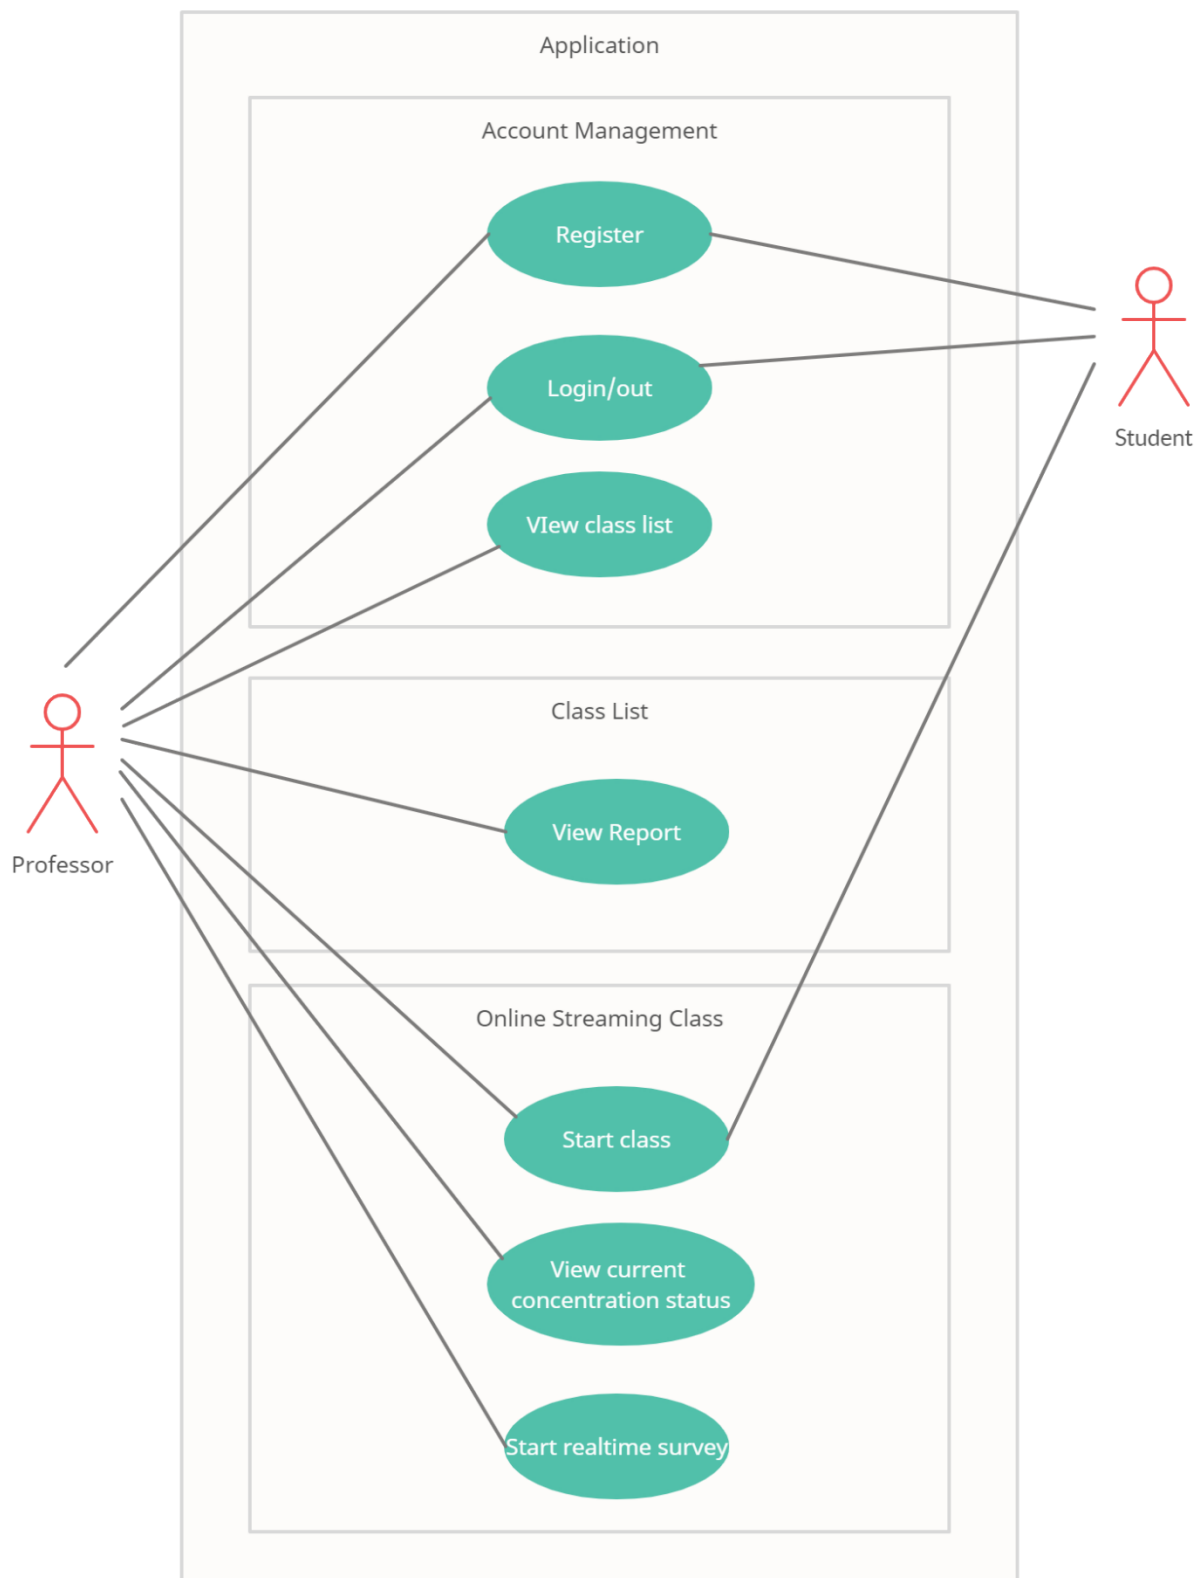 Application
Account Management
Register
Login/out
VIew class list
Student
Class List
View Report
Professor
Online Streaming Class
Start class
View current
concentration status
Start realtime survey